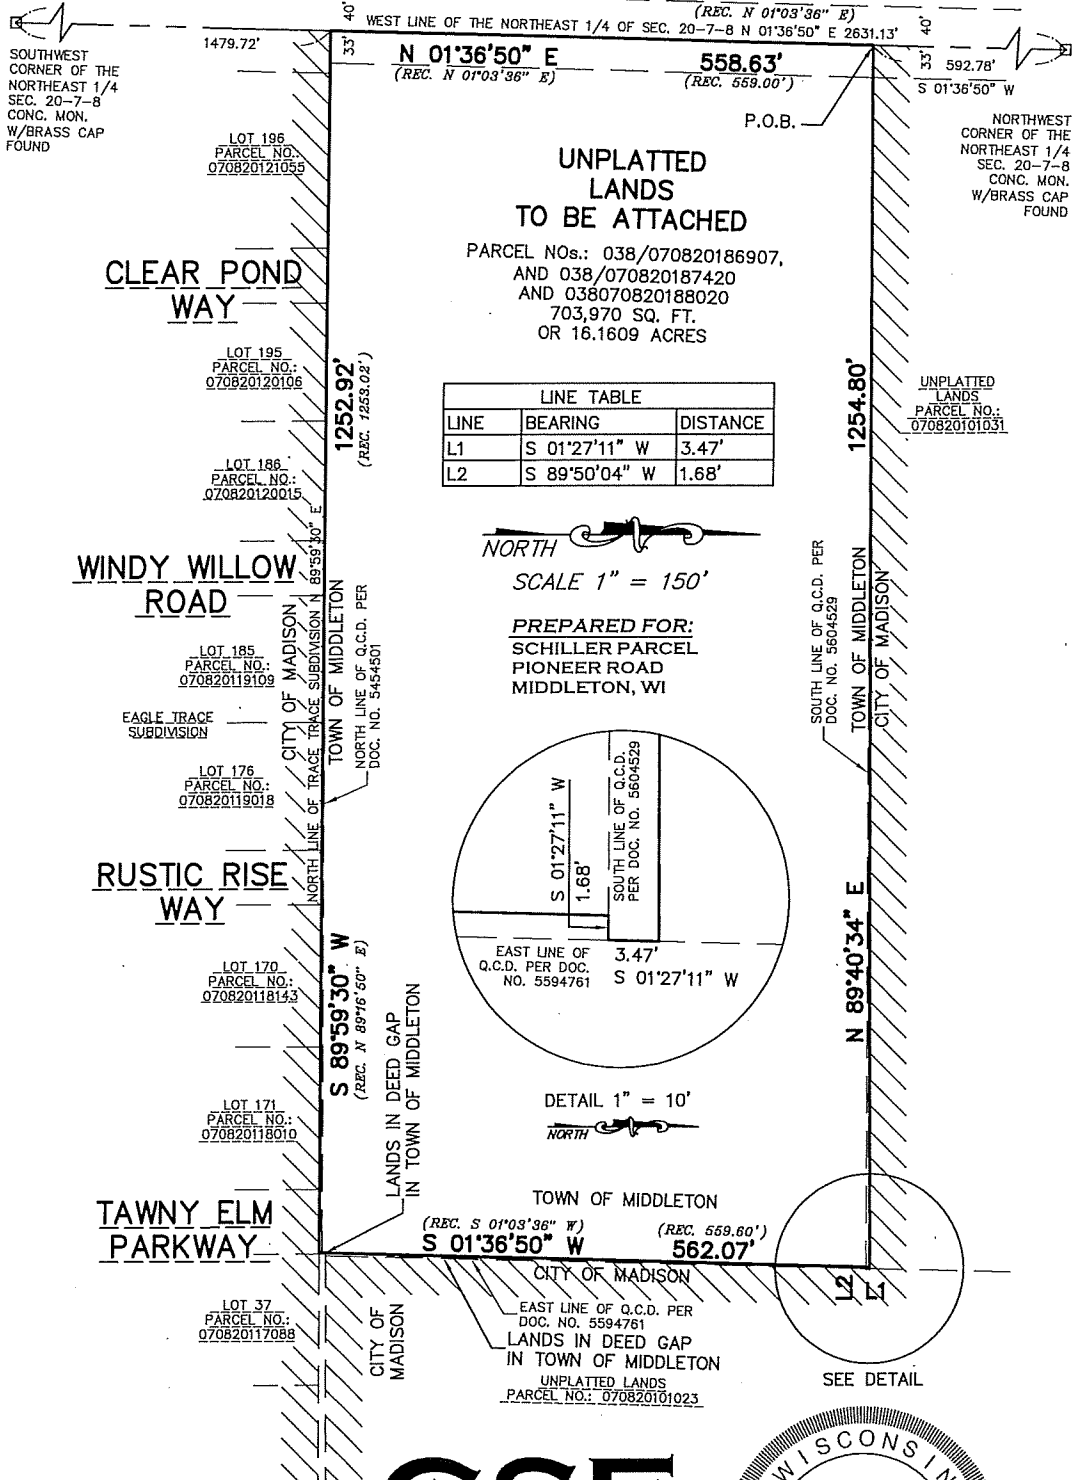 (REC. N 01°03'36" E)
WEST LINE OF THE NORTHEAST 1/4 OF SEC. 20-7-8 N 01°36'50" E 2631.13'
40'
33'
40'
33'
1479.72'
N 01°36'50" E
(REC. N 01°03'36" E)
558.63'
(REC. 559.00')
592.78'
S 01°36'50" W
P.O.B.
SOUTHWEST
CORNER OF THE
NORTHEAST 1/4
SEC. 20-7-8
CONC. MON.
W/BRASS CAP
FOUND
NORTHWEST
CORNER OF THE
NORTHEAST 1/4
SEC. 20-7-8
CONC. MON.
W/BRASS CAP
FOUND
LOT 196
PARCEL NO.:
070820121055
UNPLATTED
LANDS
TO BE ATTACHED
PARCEL NOs.: 038/070820186907,
AND 038/070820187420
AND 038070820188020
703,970 SQ. FT.
OR 16.1609 ACRES
CLEAR POND
WAY
LOT 195
PARCEL NO.:
070820120106
1252.92'
(REC. 1253.02')
LINE TABLE
LINE BEARING DISTANCE
L1 S 01°27'11" W 3.47'
L2 S 89°50'04" W 1.68'
1254.80'
UNPLATTED
LANDS
PARCEL NO.:
070820101031
LOT 186
PARCEL NO.:
070820120015
NORTH
SCALE 1" = 150'
WINDY WILLOW
ROAD
PREPARED FOR:
SCHILLER PARCEL
PIONEER ROAD
MIDDLETON, WI
NORTH LINE OF TRACE TRACE SUBDIVISION N 89°59'30" E
CITY OF MADISON
TOWN OF MIDDLETON
NORTH LINE OF Q.C.D. PER
DOC. NO. 5454501
SOUTH LINE OF Q.C.D. PER
DOC. NO. 5604529
TOWN OF MIDDLETON
CITY OF MADISON
LOT 185
PARCEL NO.:
070820119109
EAGLE TRACE
SUBDIVISION
LOT 176
PARCEL NO.:
070820119018
S 01°27'11" W
1.68'
SOUTH LINE OF Q.C.D.
PER DOC. NO. 5604529
EAST LINE OF
Q.C.D. PER DOC.
NO. 5594761
3.47'
S 01°27'11" W
RUSTIC RISE
WAY
N 89°40'34" E
LOT 170
PARCEL NO.:
070820118143
S 89°59'30" W
(REC. N 89°16'50" E)
LANDS IN DEED GAP
IN TOWN OF MIDDLETON
DETAIL 1" = 10'
NORTH
LOT 171
PARCEL NO.:
070820118010
TAWNY ELM
PARKWAY
TOWN OF MIDDLETON
(REC. S 01°03'36" W)
S 01°36'50" W
(REC. 559.60')
562.07'
CITY OF MADISON
L2
L1
EAST LINE OF Q.C.D. PER
DOC. NO. 5594761
LANDS IN DEED GAP
IN TOWN OF MIDDLETON
UNPLATTED LANDS
PARCEL NO.: 070820101023
LOT 37
PARCEL NO.:
070820117088
CITY OF
MADISON
SEE DETAIL
WISCONSIN